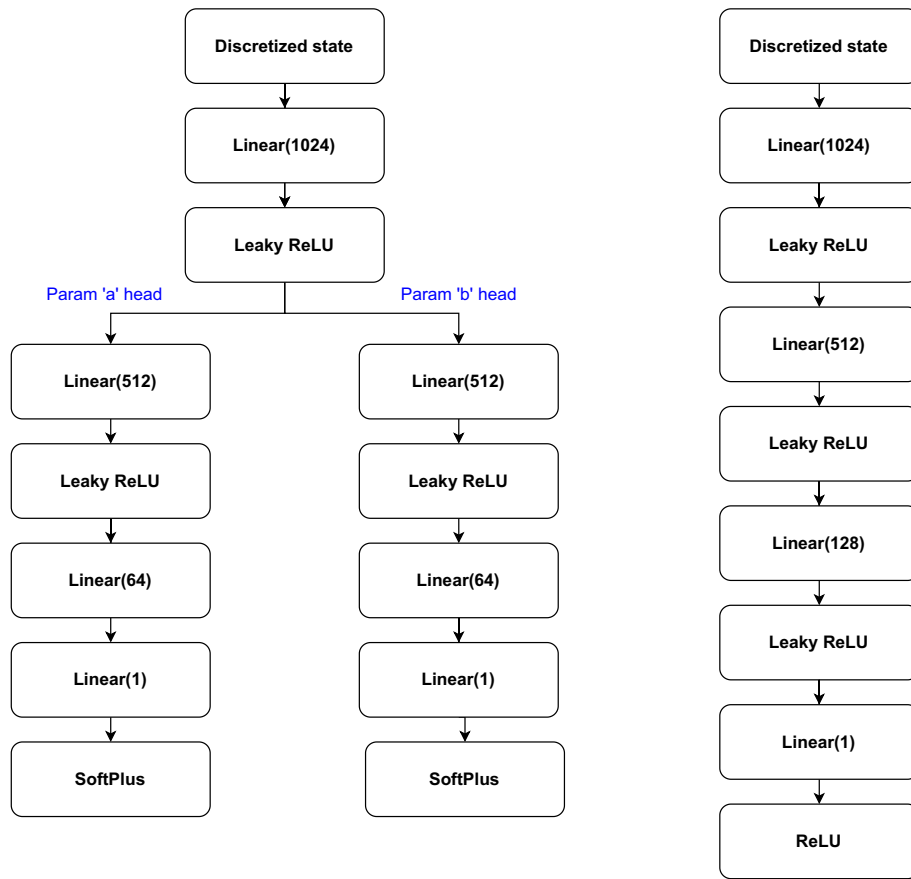 Discretized state
Linear(1024)
Leaky ReLU
Param 'a' head
Param 'b' head
Linear(512)
Leaky ReLU
Linear(64)
Linear(1)
SoftPlus
Linear(512)
Leaky ReLU
Linear(64)
Linear(1)
SoftPlus
Discretized state
Linear(1024)
Leaky ReLU
Linear(512)
Leaky ReLU
Linear(128)
Leaky ReLU
Linear(1)
ReLU